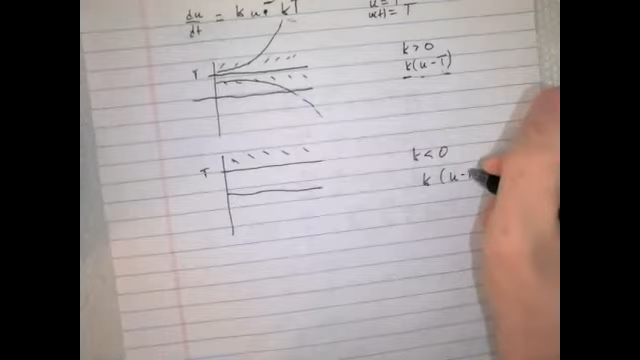 du/dt = k u - kT
u = T
u(t) = T
k > 0
k(u-T)
T
k < 0
T
k (u-